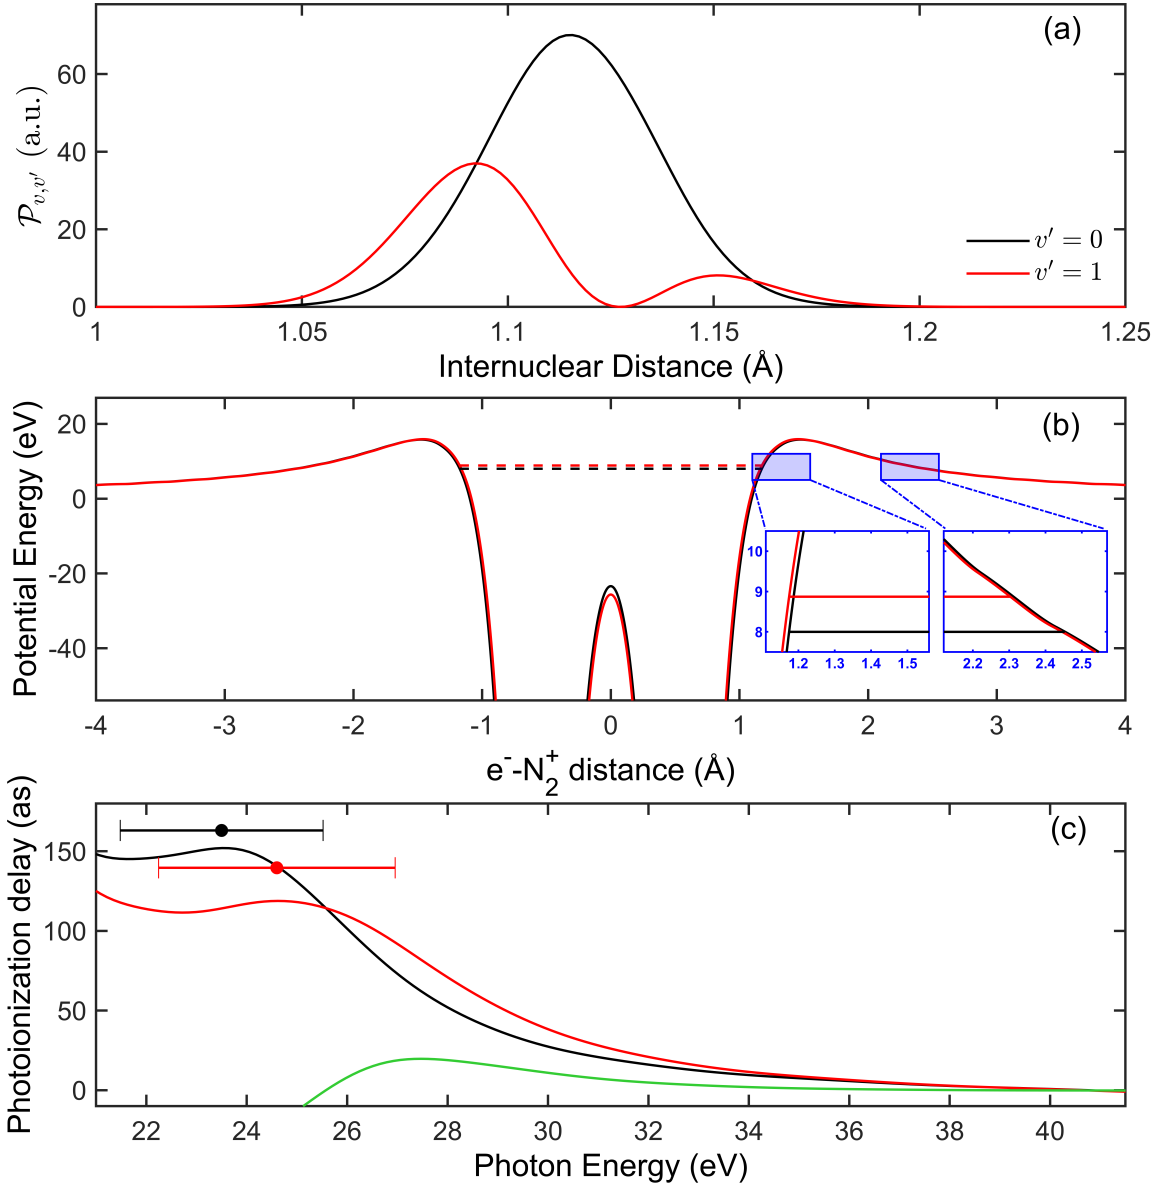 (a)
60
40
20
0
𝒫v,v′ (a.u.)
v′ = 0
v′ = 1
1 1.05 1.1 1.15 1.2 1.25
Internuclear Distance (Å)
(b)
20
0
-20
-40
Potential Energy (eV)
10 9 8
1.2 1.3 1.4 1.5 2.2 2.3 2.4 2.5
-4 -3 -2 -1 0 1 2 3 4
e⁻-N₂⁺ distance (Å)
(c)
150
100
50
0
Photoionization delay (as)
22 24 26 28 30 32 34 36 38 40
Photon Energy (eV)